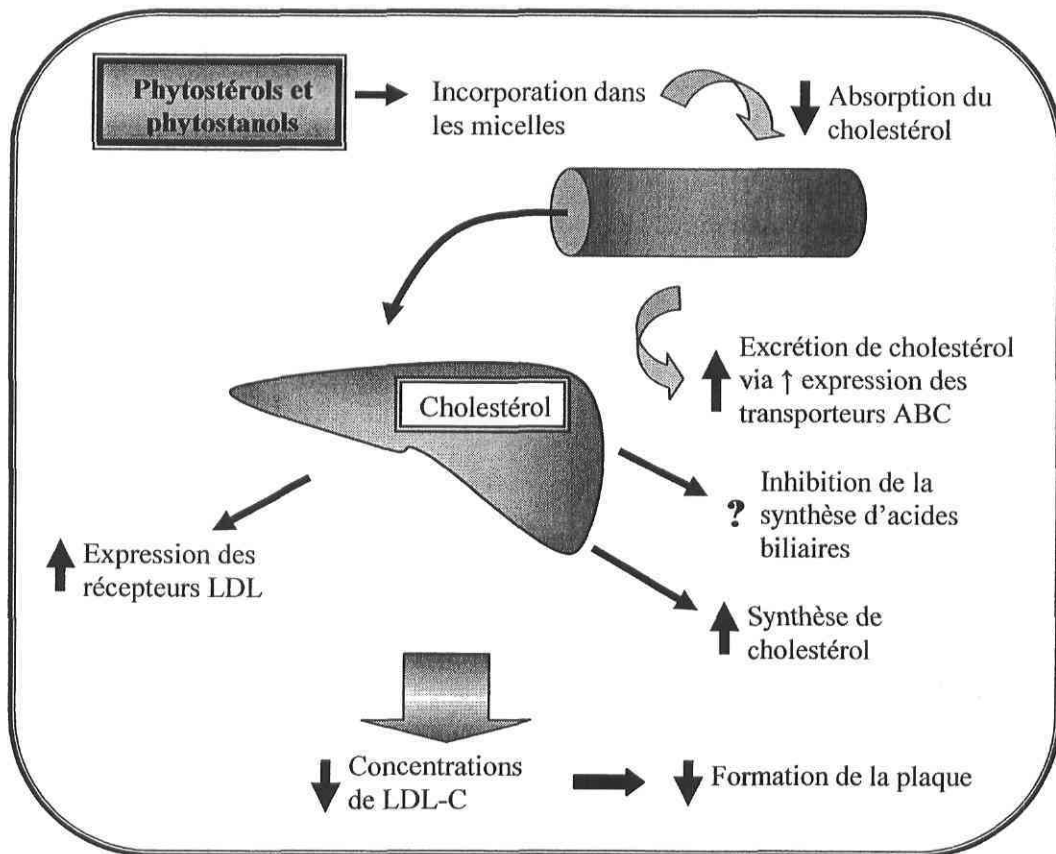 Phytostérols et
phytostanols
Incorporation dans
les micelles
Absorption du
cholestérol
Excrétion de cholestérol
via ↑ expression des
transporteurs ABC
Cholestérol
Inhibition de la
? synthèse d'acides
biliaires
Expression des
récepteurs LDL
Synthèse de
cholestérol
Concentrations
de LDL-C
Formation de la plaque